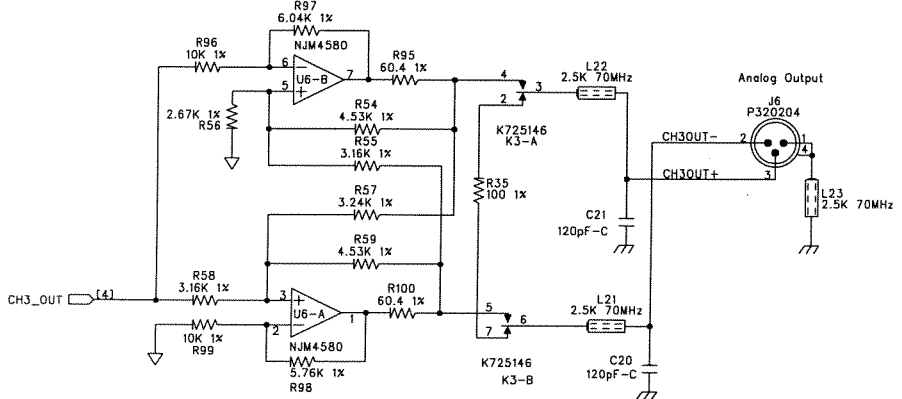 R97
6.04K 1%
NJM4580
R96
10K 1%
6
5
7
U6-B
R95
60.4 1%
2.67K 1%
R56
R54
4.53K 1%
R55
3.16K 1%
R57
3.24K 1%
R59
4.53K 1%
4
2
3
K725146
K3-A
R35
100 1%
L22
2.5K 70MHz
Analog Output
J6
P320204
CH3OUT-
2
1
4
CH3OUT+
3
L23
2.5K 70MHz
C21
120pF-C
CH3_OUT
[4]
R58
3.16K 1%
3
2
1
U6-A
NJM4580
10K 1%
R99
5.76K 1%
R98
R100
60.4 1%
5
7
6
K725146
K3-B
L21
2.5K 70MHz
C20
120pF-C